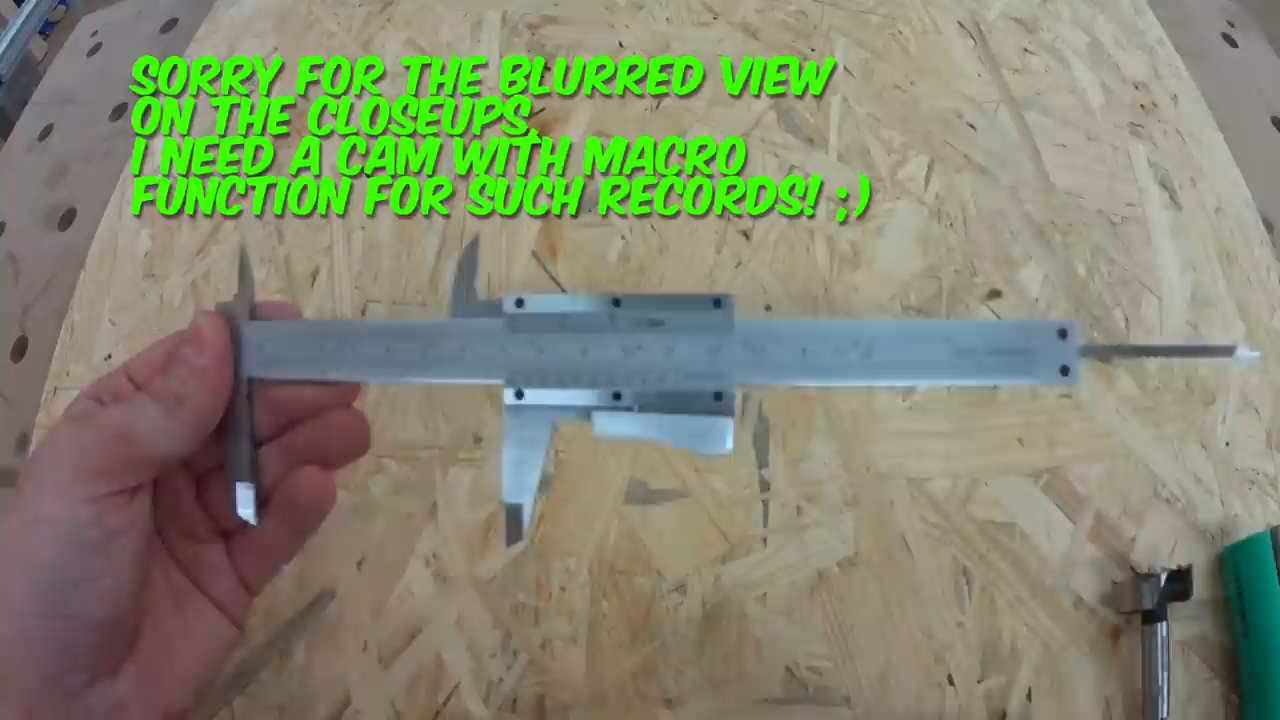 SORRY FOR THE BLURRED VIEW
ON THE CLOSEUPS,
I NEED A CAM WITH MACRO
FUNCTION FOR SUCH RECORDS! ;)